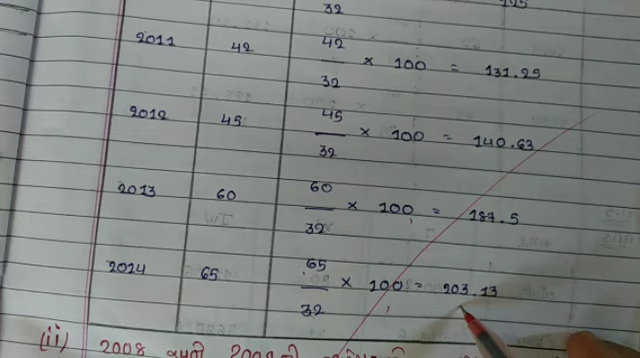 32
2011 42 42/32 × 100 = 131.25
2012 45 45/32 × 100 = 140.63
2013 60 60/32 × 100 = 187.5
2014 65 65/32 × 100 = 203.13
(ii) 2008